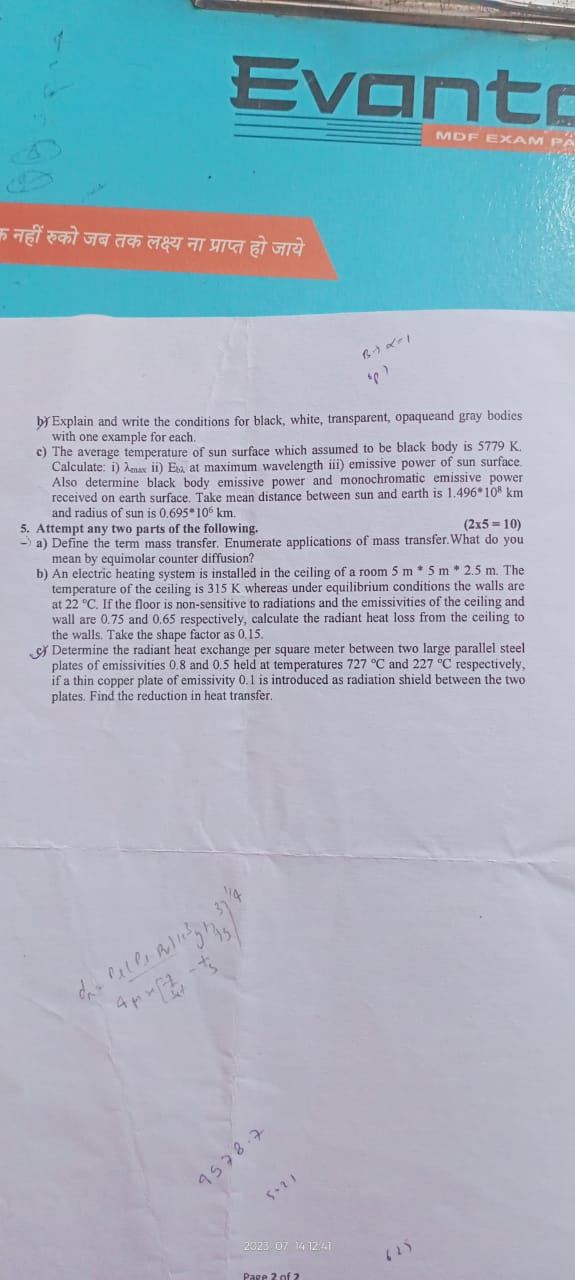 Evanto
MDF EXAM PA
नहीं रुको जब तक लक्ष्य ना प्राप्त हो जाये
B→ α=1
b) Explain and write the conditions for black, white, transparent, opaqueand gray bodies
with one example for each.
c) The average temperature of sun surface which assumed to be black body is 5779 K.
Calculate: i) λmax ii) Ebλ at maximum wavelength iii) emissive power of sun surface.
Also determine black body emissive power and monochromatic emissive power
received on earth surface. Take mean distance between sun and earth is 1.496*10⁸ km
and radius of sun is 0.695*10⁶ km.
5. Attempt any two parts of the following. (2x5 = 10)
a) Define the term mass transfer. Enumerate applications of mass transfer.What do you
mean by equimolar counter diffusion?
b) An electric heating system is installed in the ceiling of a room 5 m * 5 m * 2.5 m. The
temperature of the ceiling is 315 K whereas under equilibrium conditions the walls are
at 22 °C. If the floor is non-sensitive to radiations and the emissivities of the ceiling and
wall are 0.75 and 0.65 respectively, calculate the radiant heat loss from the ceiling to
the walls. Take the shape factor as 0.15.
c) Determine the radiant heat exchange per square meter between two large parallel steel
plates of emissivities 0.8 and 0.5 held at temperatures 727 °C and 227 °C respectively,
if a thin copper plate of emissivity 0.1 is introduced as radiation shield between the two
plates. Find the reduction in heat transfer.
9578.7
5.21
625
2023/07/14 12:41
Page 2 of 2